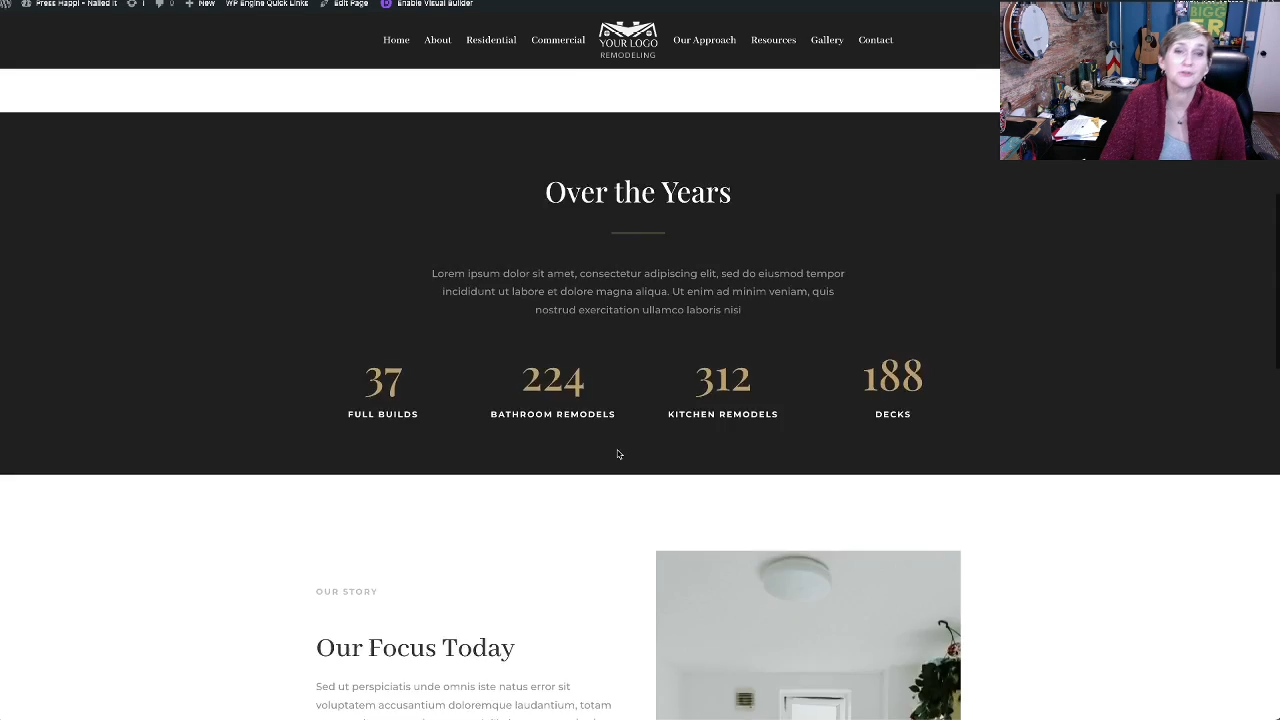 Press Happi - Nailed It
1
0
New
WP Engine Quick Links
Edit Page
Enable Visual Builder
Home
About
Residential
Commercial
YOUR LOGO
REMODELING
Our Approach
Resources
Gallery
Contact
BIGG
ER
Over the Years
Lorem ipsum dolor sit amet, consectetur adipiscing elit, sed do eiusmod tempor
incididunt ut labore et dolore magna aliqua. Ut enim ad minim veniam, quis
nostrud exercitation ullamco laboris nisi
37
224
312
188
FULL BUILDS
BATHROOM REMODELS
KITCHEN REMODELS
DECKS
OUR STORY
Our Focus Today
Sed ut perspiciatis unde omnis iste natus error sit
voluptatem accusantium doloremque laudantium, totam